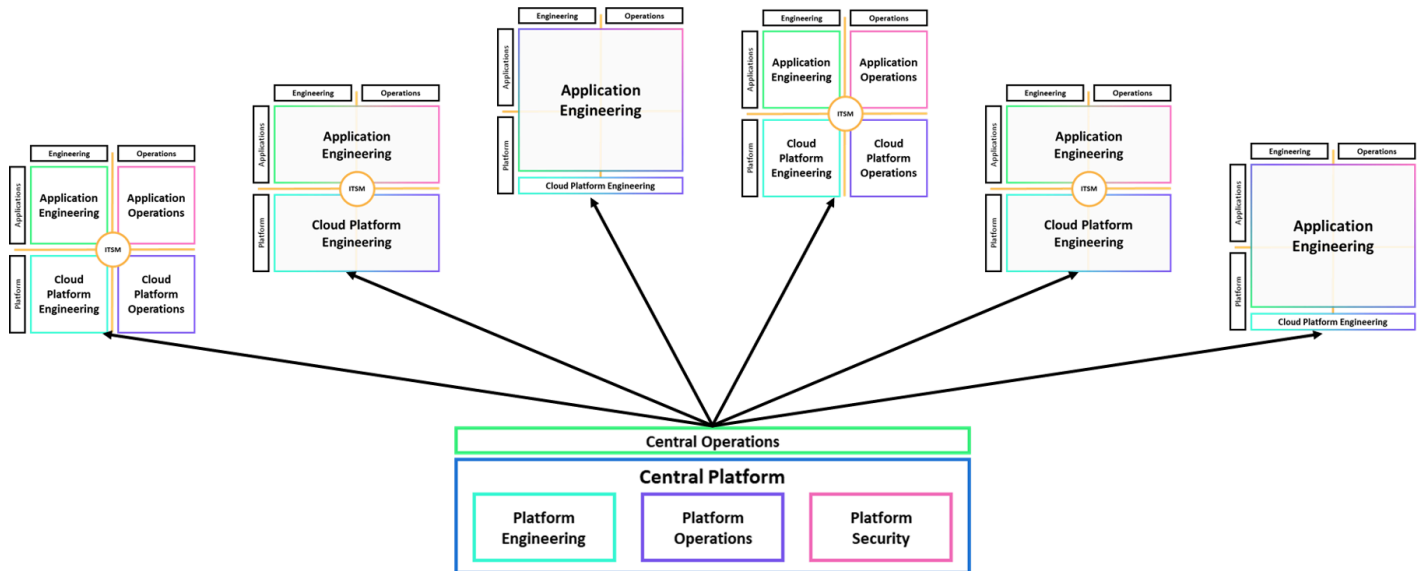 Engineering
Operations
Applications
Platform
Application
Engineering
Application
Operations
ITSM
Cloud
Platform
Engineering
Cloud
Platform
Operations
Engineering
Operations
Applications
Platform
Application
Engineering
ITSM
Cloud Platform
Engineering
Engineering
Operations
Applications
Platform
Application
Engineering
Cloud Platform Engineering
Engineering
Operations
Applications
Platform
Application
Engineering
Application
Operations
ITSM
Cloud
Platform
Engineering
Cloud
Platform
Operations
Engineering
Operations
Applications
Platform
Application
Engineering
ITSM
Cloud Platform
Engineering
Engineering
Operations
Applications
Platform
Application
Engineering
Cloud Platform Engineering
Central Operations
Central Platform
Platform
Engineering
Platform
Operations
Platform
Security